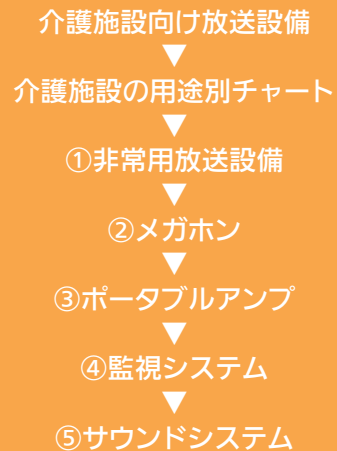 介護施設向け放送設備
▼
介護施設の用途別チャート
▼
①非常用放送設備
▼
②メガホン
▼
③ポータブルアンプ
▼
④監視システム
▼
⑤サウンドシステム